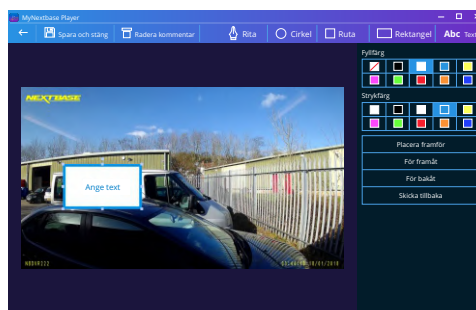 MyNextbase Player
Spara och stäng
Radera kommentar
Rita
Cirkel
Ruta
Rektangel
Abc Text
Fyllfärg
Strykfärg
Placera framför
För framåt
För bakåt
Skicka tillbaka
NEXTBASE
Ange text